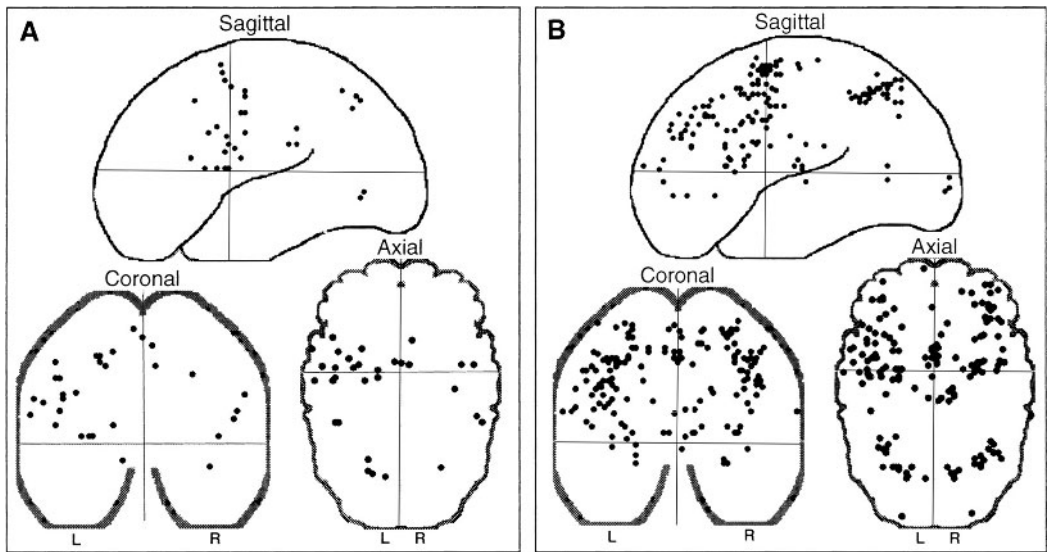 A
Sagittal
Coronal
Axial
L
R
L R
B
Sagittal
Coronal
Axial
L
R
L R